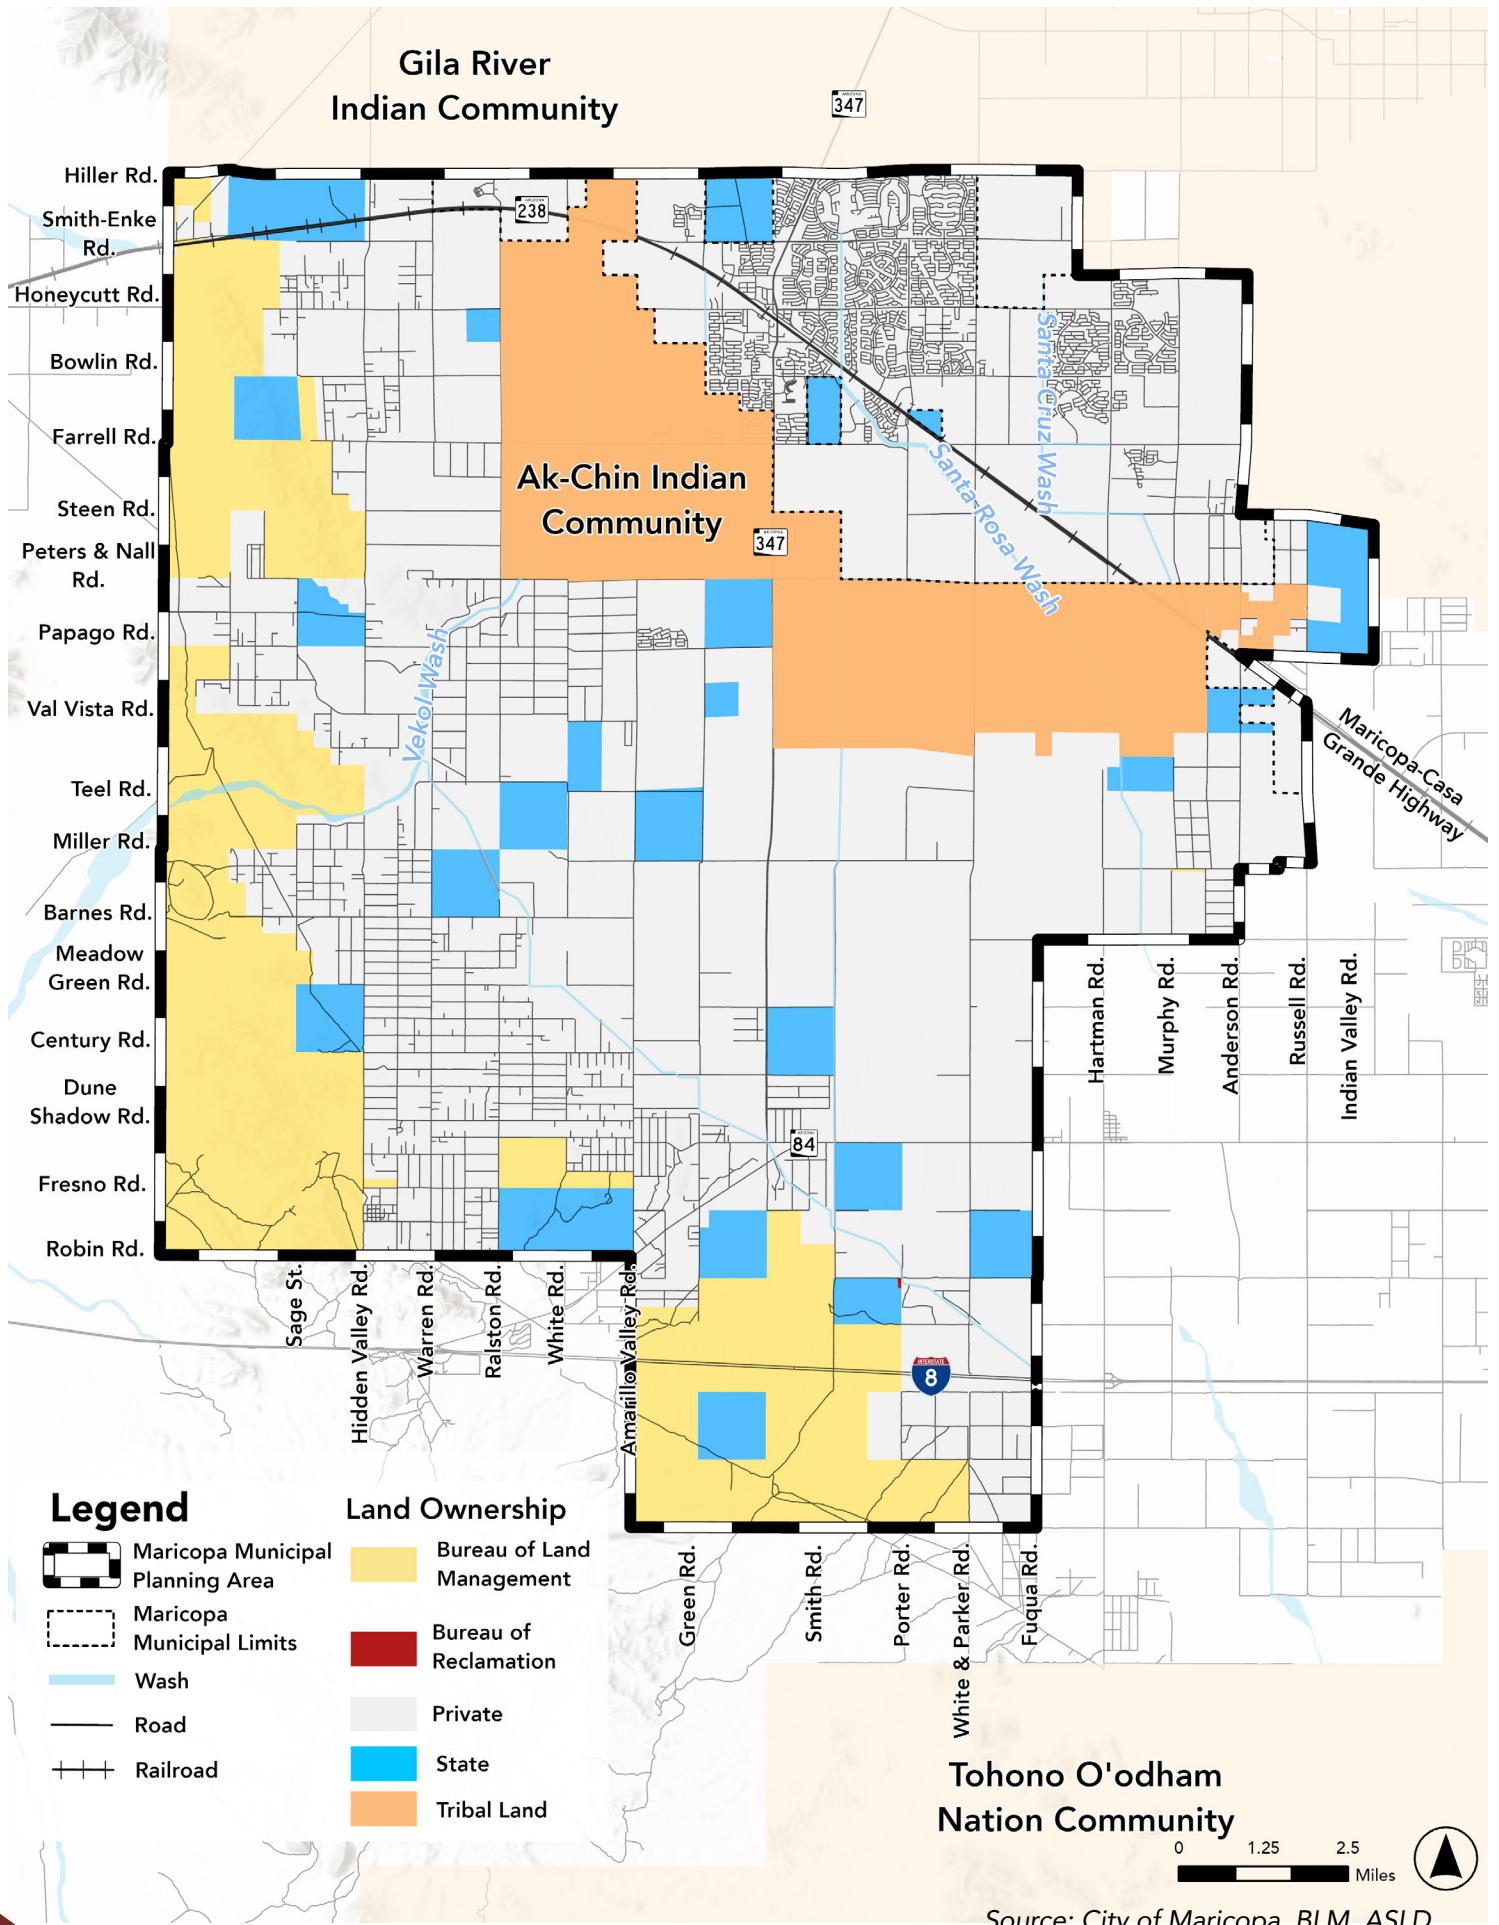 Gila River
Indian Community
ARIZONA
347
Hiller Rd.
Smith-Enke
Rd.
ARIZONA
238
Honeycutt Rd.
Bowlin Rd.
Farrell Rd.
Santa Cruz Wash
Ak-Chin Indian
Community
Santa Rosa Wash
Steen Rd.
ARIZONA
347
Peters & Nall
Rd.
Papago Rd.
Vekol Wash
Val Vista Rd.
Maricopa-Casa
Grande Highway
Teel Rd.
Miller Rd.
Barnes Rd.
Meadow
Green Rd.
Century Rd.
Dune
Shadow Rd.
Hartman Rd.
Murphy Rd.
Anderson Rd.
Russell Rd.
Indian Valley Rd.
ARIZONA
84
Fresno Rd.
Robin Rd.
Sage St.
Hidden Valley Rd.
Warren Rd.
Ralston Rd.
White Rd.
Amarillo Valley Rd.
INTERSTATE
8
Green Rd.
Smith Rd.
Porter Rd.
White & Parker Rd.
Fuqua Rd.
Legend
Maricopa Municipal
Planning Area
Maricopa
Municipal Limits
Wash
Road
Railroad
Land Ownership
Bureau of Land
Management
Bureau of
Reclamation
Private
State
Tribal Land
Tohono O'odham
Nation Community
0 1.25 2.5
Miles
Source: City of Maricopa, BLM, ASLD